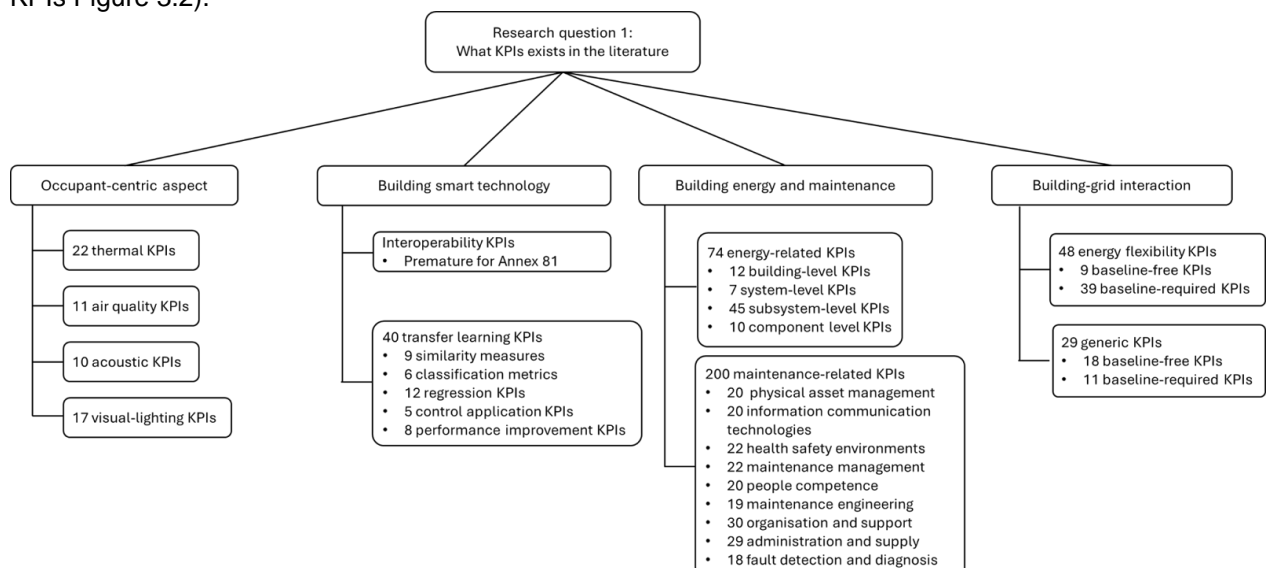 KPIs Figure 3.2).
Research question 1:
What KPIs exists in the literature
Occupant-centric aspect
22 thermal KPIs
11 air quality KPIs
10 acoustic KPIs
17 visual-lighting KPIs
Building smart technology
Interoperability KPIs
• Premature for Annex 81
40 transfer learning KPIs
• 9 similarity measures
• 6 classification metrics
• 12 regression KPIs
• 5 control application KPIs
• 8 performance improvement KPIs
Building energy and maintenance
74 energy-related KPIs
• 12 building-level KPIs
• 7 system-level KPIs
• 45 subsystem-level KPIs
• 10 component level KPIs
200 maintenance-related KPIs
• 20 physical asset management
• 20 information communication
technologies
• 22 health safety environments
• 22 maintenance management
• 20 people competence
• 19 maintenance engineering
• 30 organisation and support
• 29 administration and supply
• 18 fault detection and diagnosis
Building-grid interaction
48 energy flexibility KPIs
• 9 baseline-free KPIs
• 39 baseline-required KPIs
29 generic KPIs
• 18 baseline-free KPIs
• 11 baseline-required KPIs